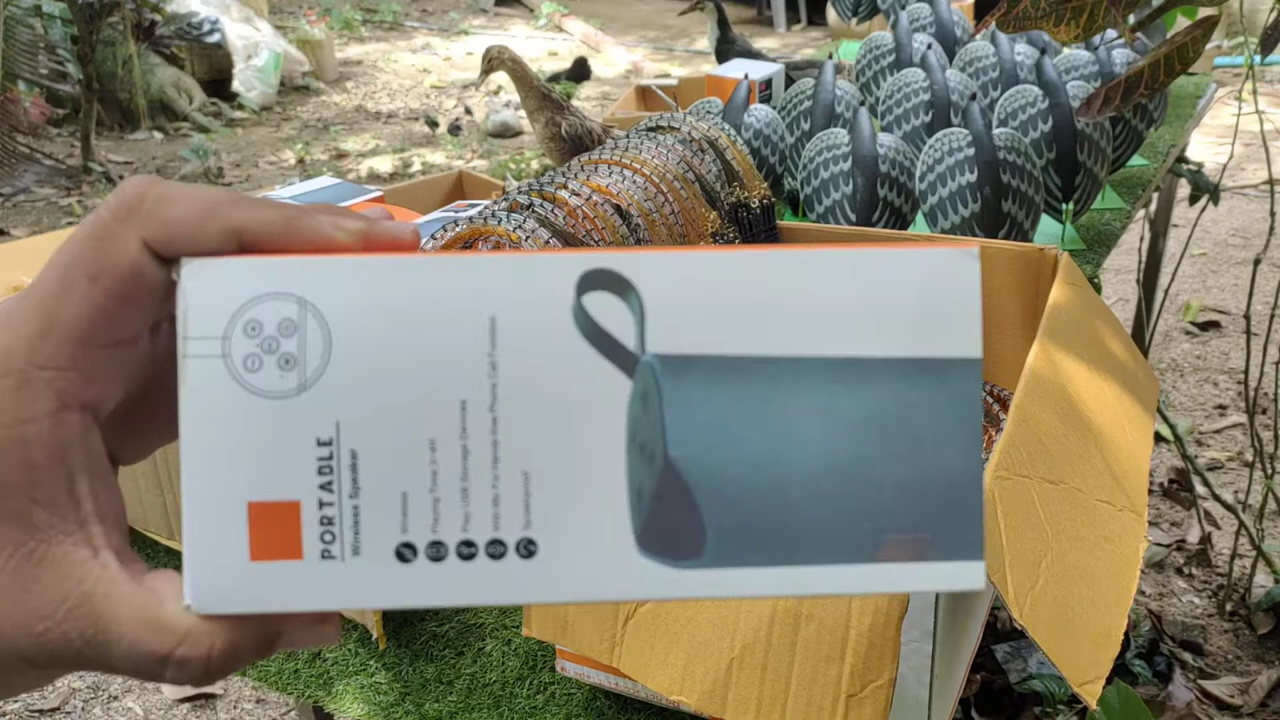 PORTABLE
Wireless Speaker
Wireless
Playing Time 3-4H
Play USB Storage Devices
With Mic For Hands-free Phone Call Function